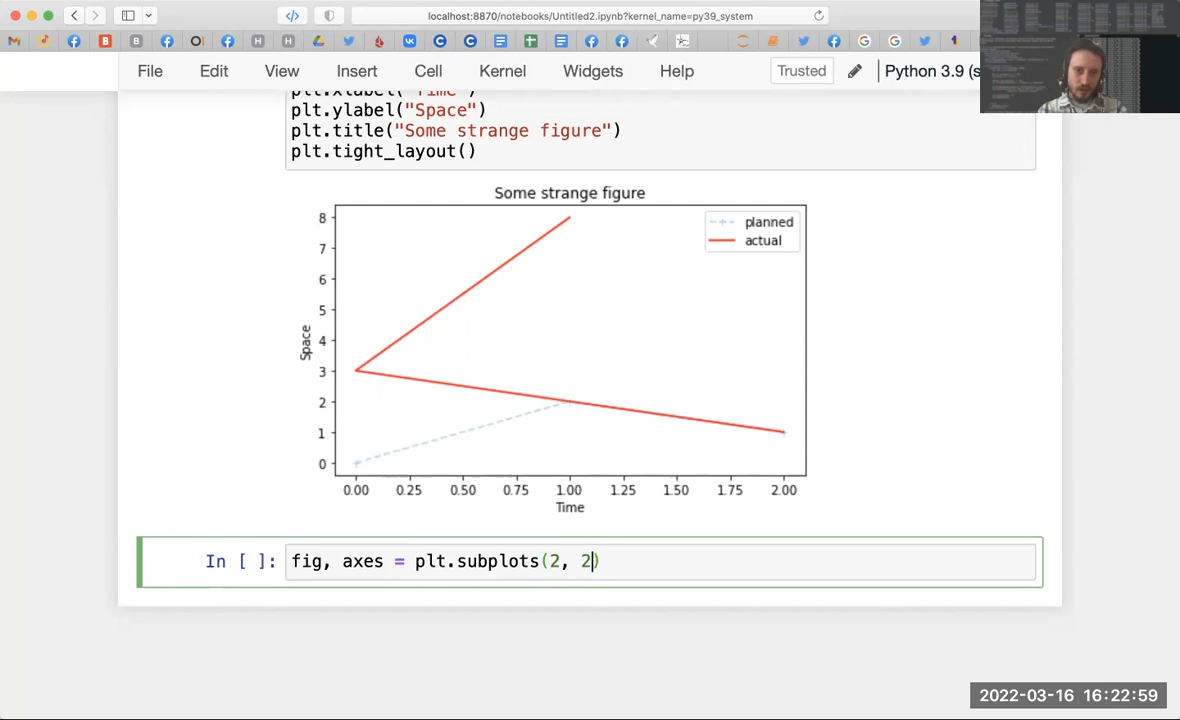 localhost:8870/notebooks/Untitled2.ipynb?kernel_name=py39_system
File Edit View Insert Cell Kernel Widgets Help Trusted Python 3.9 (s
plt.xlabel("Time")
plt.ylabel("Space")
plt.title("Some strange figure")
plt.tight_layout()
Some strange figure
planned
actual
8
7
6
5
4
3
2
1
0
Space
0.00 0.25 0.50 0.75 1.00 1.25 1.50 1.75 2.00
Time
In [ ]: fig, axes = plt.subplots(2, 2)
2022-03-16 16:22:59